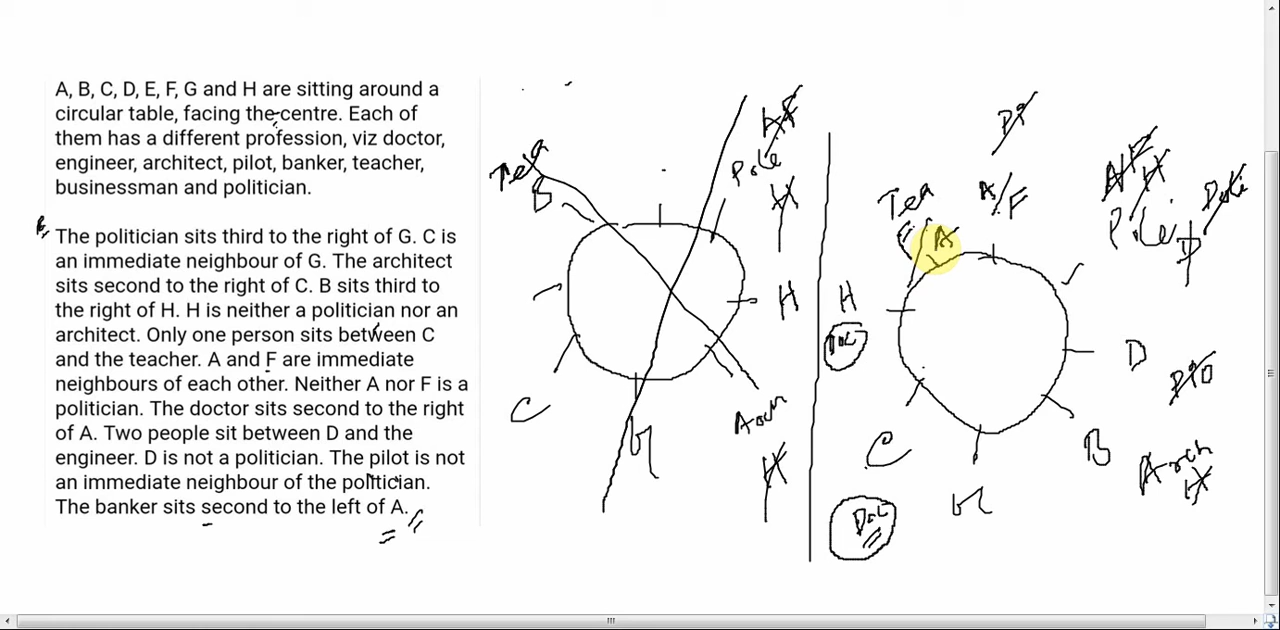 A, B, C, D, E, F, G and H are sitting around a
circular table, facing the centre. Each of
them has a different profession, viz doctor,
engineer, architect, pilot, banker, teacher,
businessman and politician.
The politician sits third to the right of G. C is
an immediate neighbour of G. The architect
sits second to the right of C. B sits third to
the right of H. H is neither a politician nor an
architect. Only one person sits between C
and the teacher. A and F are immediate
neighbours of each other. Neither A nor F is a
politician. The doctor sits second to the right
of A. Two people sit between D and the
engineer. D is not a politician. The pilot is not
an immediate neighbour of the politician.
The banker sits second to the left of A.
Tea
B
H
C
Arch
Tea
A/F
A
H
Doc
D
C
B
Arch
Doc